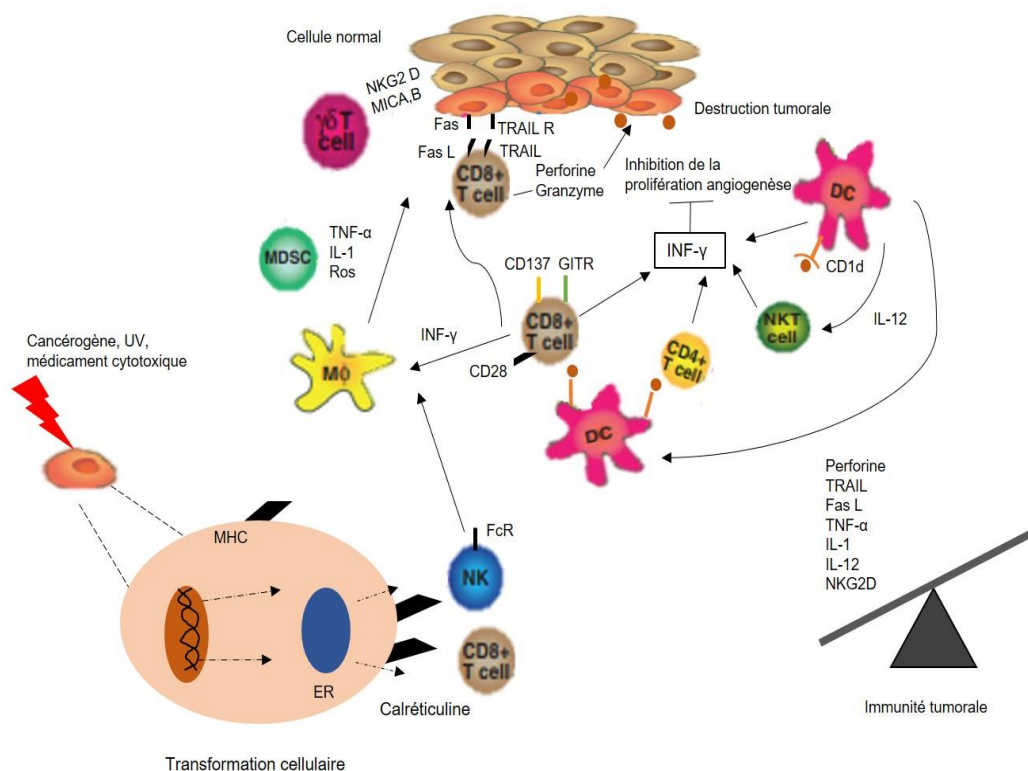 Cellule normal
NKG2 D
MICA,B
γδ T
cell
Destruction tumorale
Fas
TRAIL R
Fas L
TRAIL
CD8+
T cell
Perforine
Granzyme
Inhibition de la
prolifération angiogenèse
DC
TNF-α
IL-1
Ros
MDSC
INF-γ
CD1d
CD137 GITR
CD8+
T cell
NKT
cell
IL-12
INF-γ
Cancérogène, UV,
médicament cytotoxique
Mϕ
CD28
CD4+
T cell
DC
Perforine
TRAIL
Fas L
TNF-α
IL-1
IL-12
NKG2D
MHC
FcR
NK
CD8+
T cell
ER
Calréticuline
Immunité tumorale
Transformation cellulaire